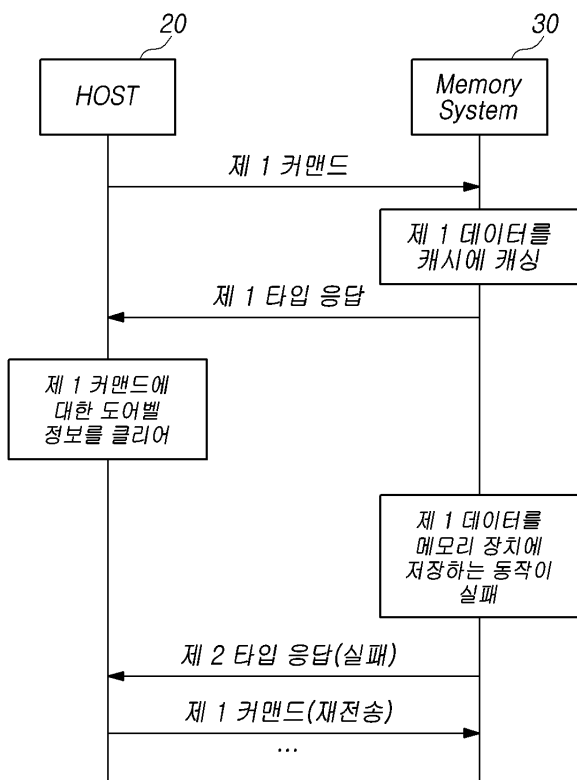 20
30
HOST
Memory
System
제 1 커맨드
제 1 데이터를
캐시에 캐싱
제 1 타입 응답
제 1 커맨드에
대한 도어벨
정보를 클리어
제 1 데이터를
메모리 장치에
저장하는 동작이
실패
제 2 타입 응답(실패)
제 1 커맨드(재전송)
...